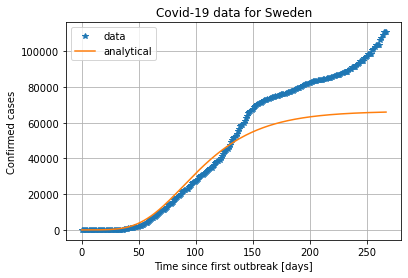 Covid-19 data for Sweden
data
analytical
Confirmed cases
100000
80000
60000
40000
20000
0
0 50 100 150 200 250
Time since first outbreak [days]